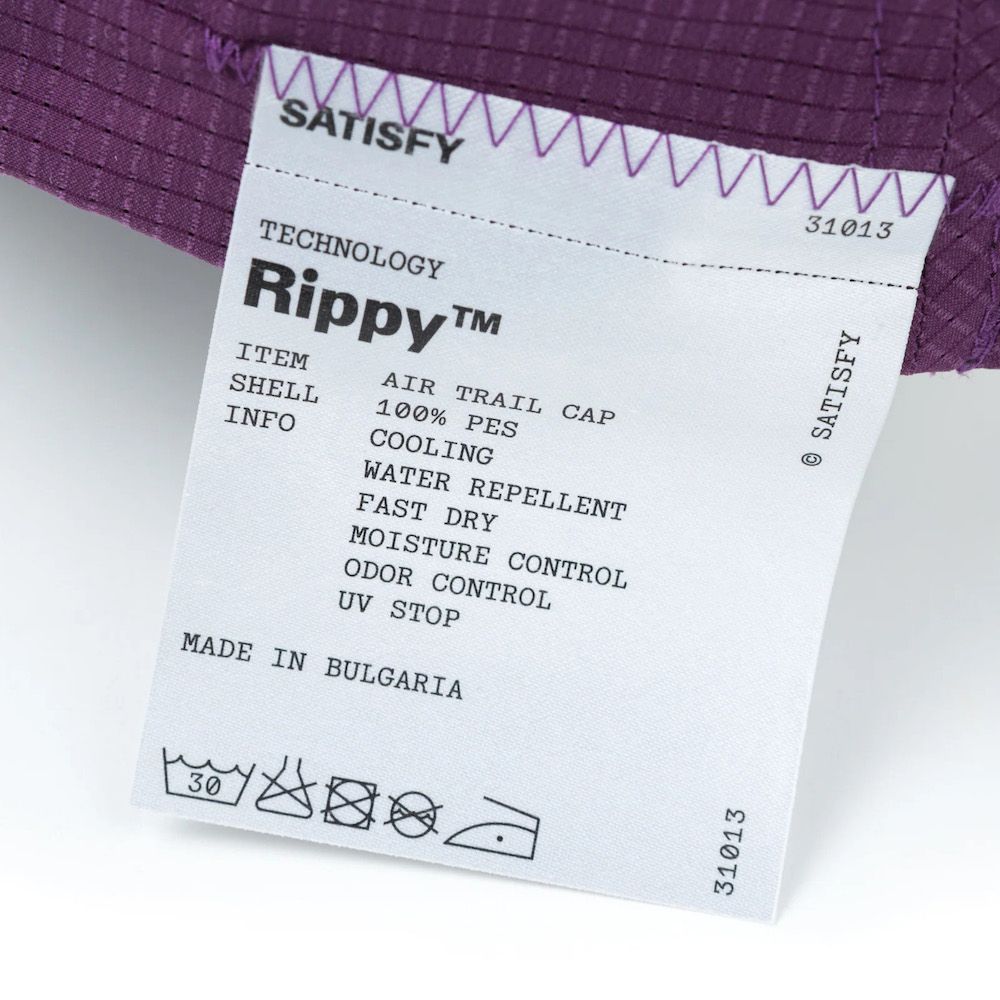 SATISFY
31013
TECHNOLOGY
Rippy™
ITEM AIR TRAIL CAP
SHELL 100% PES
INFO COOLING
WATER REPELLENT
FAST DRY
MOISTURE CONTROL
ODOR CONTROL
UV STOP
MADE IN BULGARIA
30
© SATISFY
31013